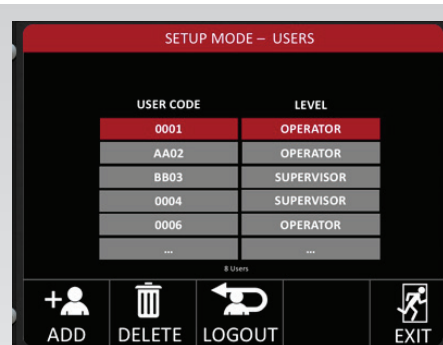 SETUP MODE – USERS
USER CODE LEVEL
0001 OPERATOR
AA02 OPERATOR
BB03 SUPERVISOR
0004 SUPERVISOR
0006 OPERATOR
... ...
8 Users
ADD DELETE LOGOUT EXIT